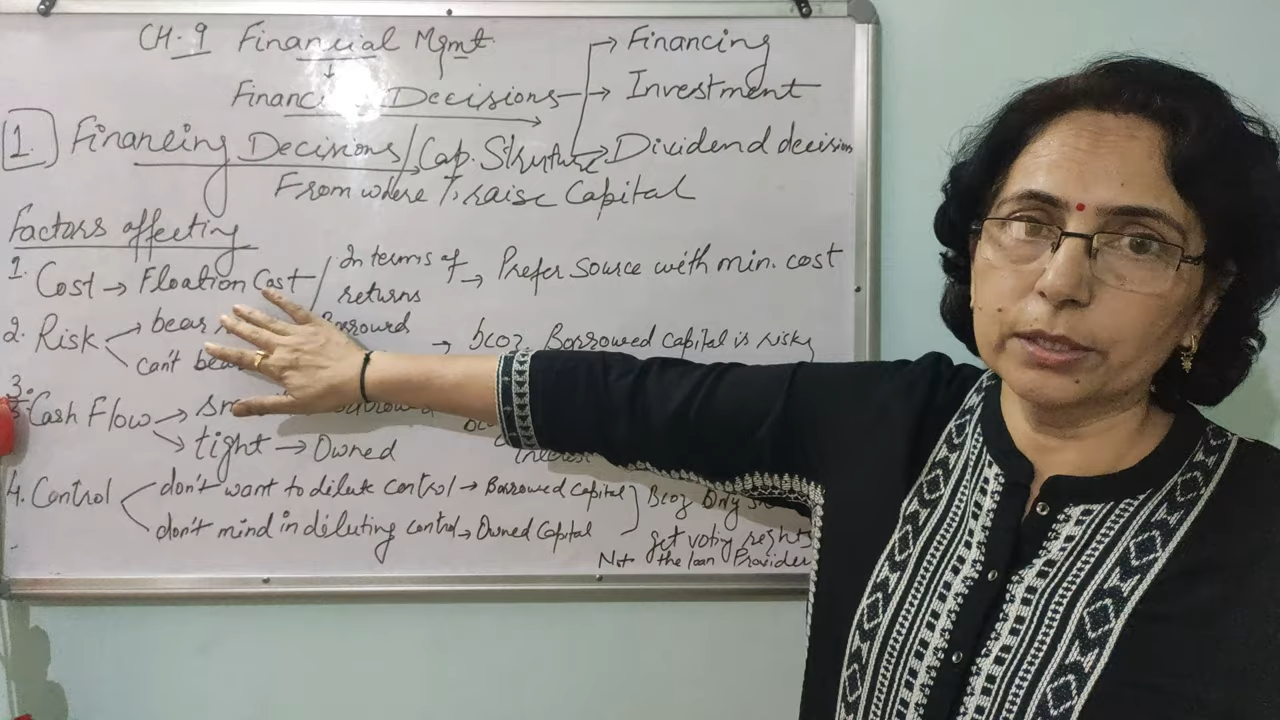 CH. 9 Financial Mgmt.
Decisions → Financing
→ Investment
→ Dividend decision
1. Financing Decisions / Cap. Struture
From where To raise Capital
Factors affecting
1. Cost → Floation Cost / In terms of returns → Prefer Source with min. cost
2. Risk → bear Borrowed → bcoz. Borrowed capital is risky
can't bear
3. Cash Flow →
→ tight → Owned
4. Control don't want to dilute control → Borrowed Capital Bcoz Only
don't mind in diluting control → Owned Capital get voting rights
Not the loan Provider